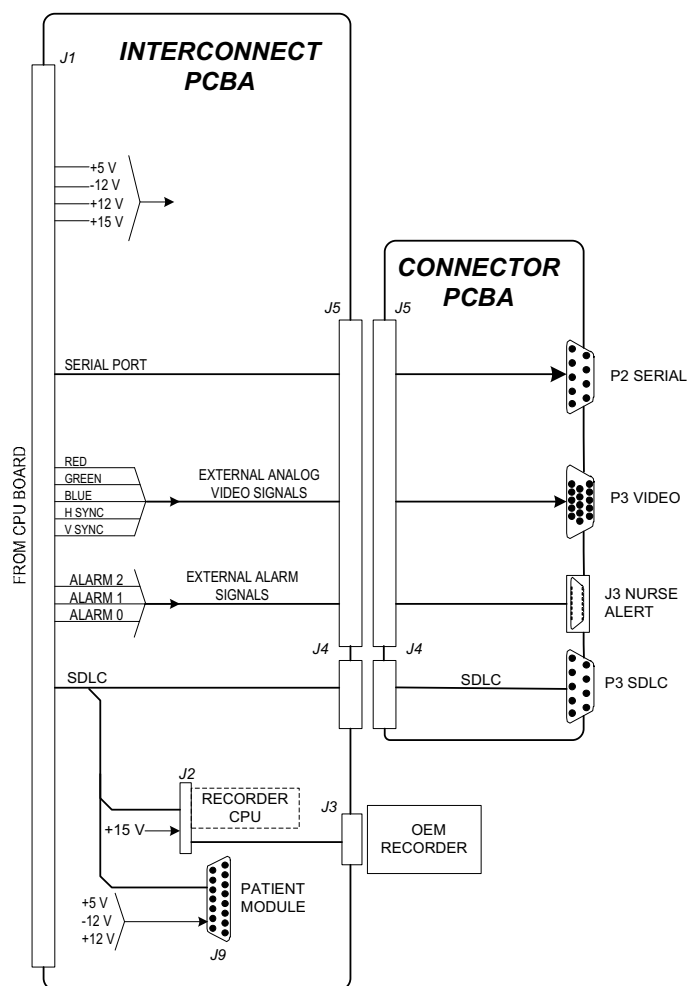 INTERCONNECT
PCBA
J1
+5 V
-12 V
+12 V
+15 V
CONNECTOR
PCBA
J5
J5
SERIAL PORT
P2 SERIAL
FROM CPU BOARD
RED
GREEN
BLUE
H SYNC
V SYNC
EXTERNAL ANALOG
VIDEO SIGNALS
P3 VIDEO
ALARM 2
ALARM 1
ALARM 0
EXTERNAL ALARM
SIGNALS
J3 NURSE
ALERT
J4
J4
SDLC
SDLC
P3 SDLC
J2
RECORDER
CPU
+15 V
J3
OEM
RECORDER
PATIENT
MODULE
+5 V
-12 V
+12 V
J9